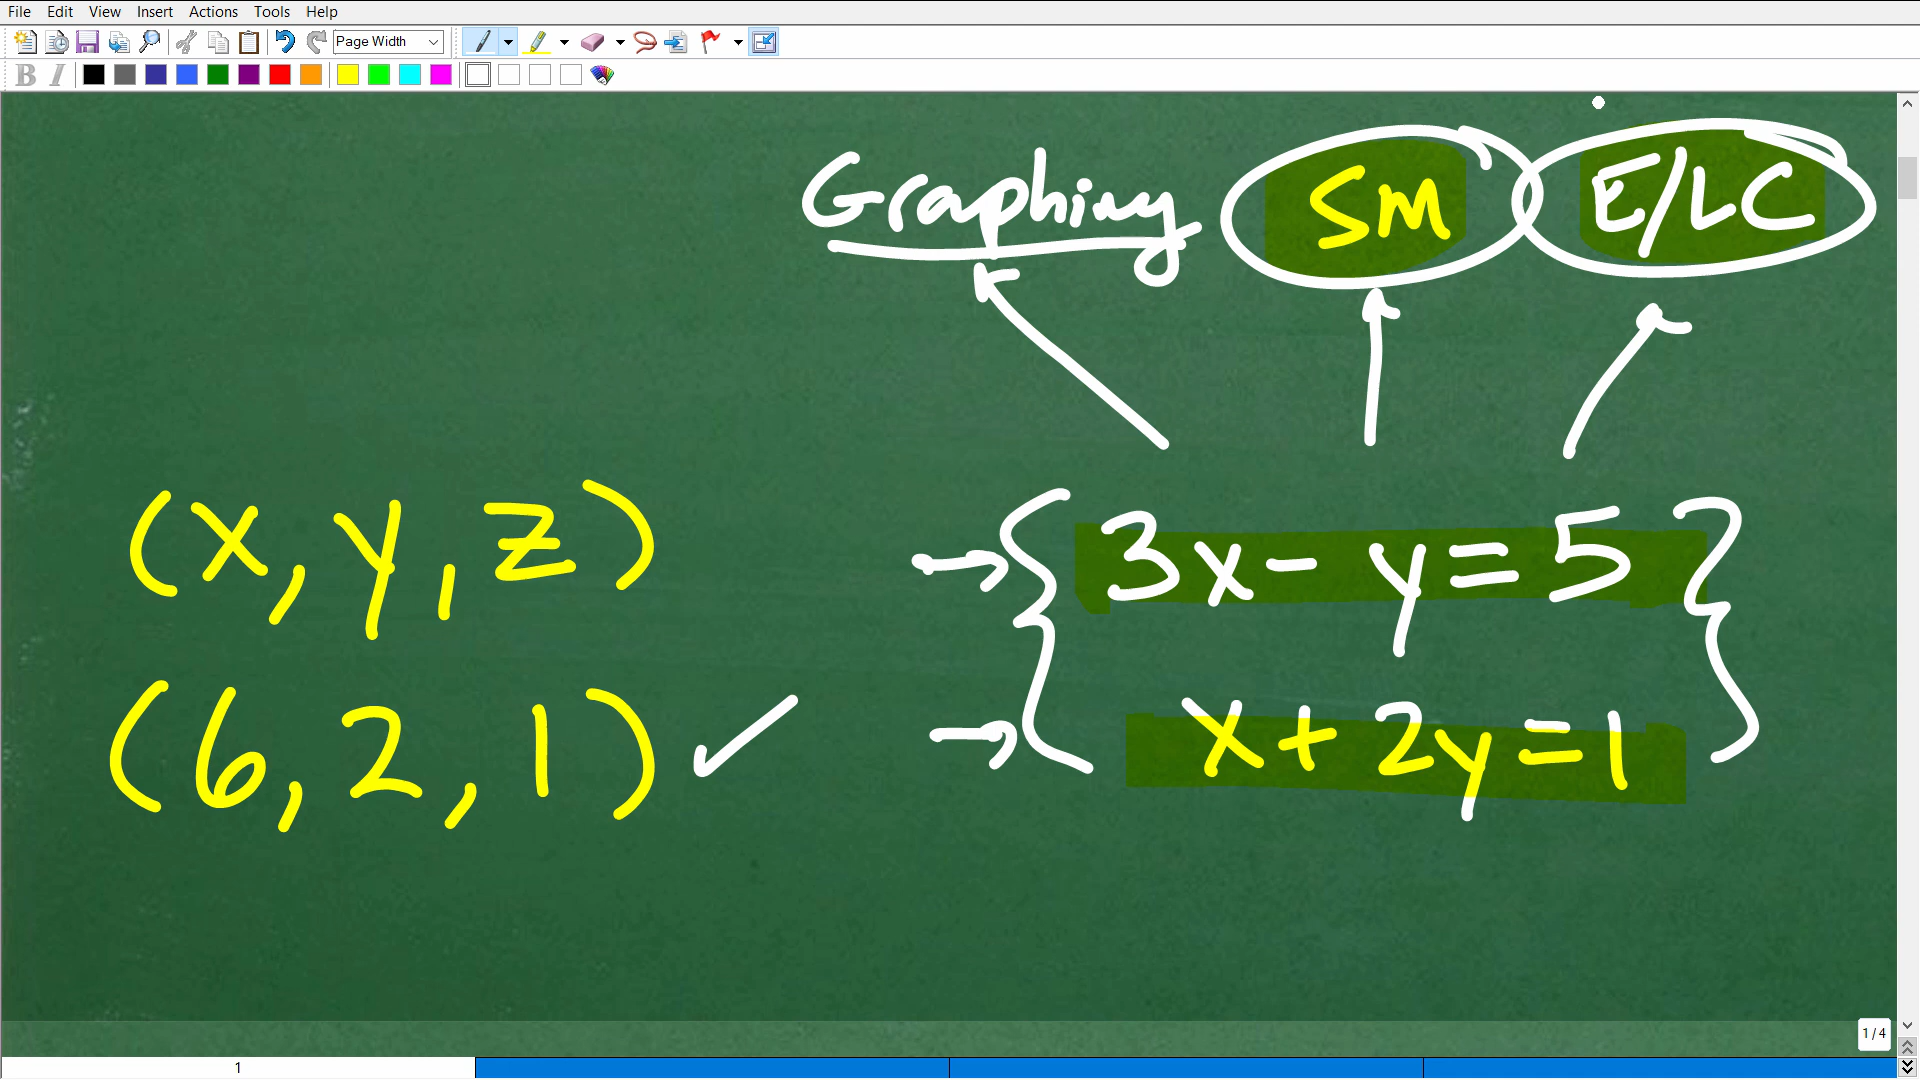 File Edit View Insert Actions Tools Help
Page Width
B I
Graphing SM E/LC
(x, y, z)
3x - y = 5
(6, 2, 1)
x + 2y = 1
1 / 4
1